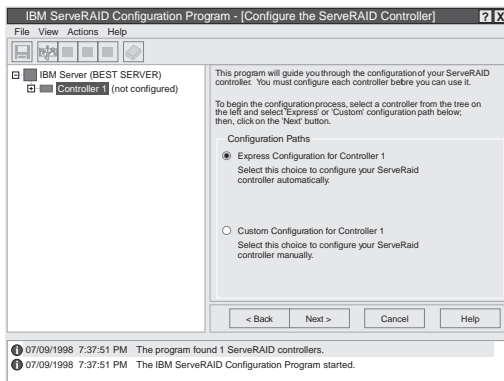 IBM ServeRAID Configuration Program - [Configure the ServeRAID Controller] ? X
File View Actions Help
IBM Server (BEST SERVER)
Controller 1 (not configured)
This program will guide you through the configuration of your ServeRAID
controller. You must configure each controller before you can use it.
To begin the configuration process, select a controller from the tree on
the left and select 'Express' or 'Custom' configuration path below;
then, click on the 'Next' button.
Configuration Paths
Express Configuration for Controller 1
Select this choice to configure your ServeRaid
controller automatically.
Custom Configuration for Controller 1
Select this choice to configure your ServeRaid
controller manually.
< Back Next > Cancel Help
07/09/1998 7:37:51 PM The program found 1 ServeRAID controllers.
07/09/1998 7:37:51 PM The IBM ServeRAID Configuration Program started.